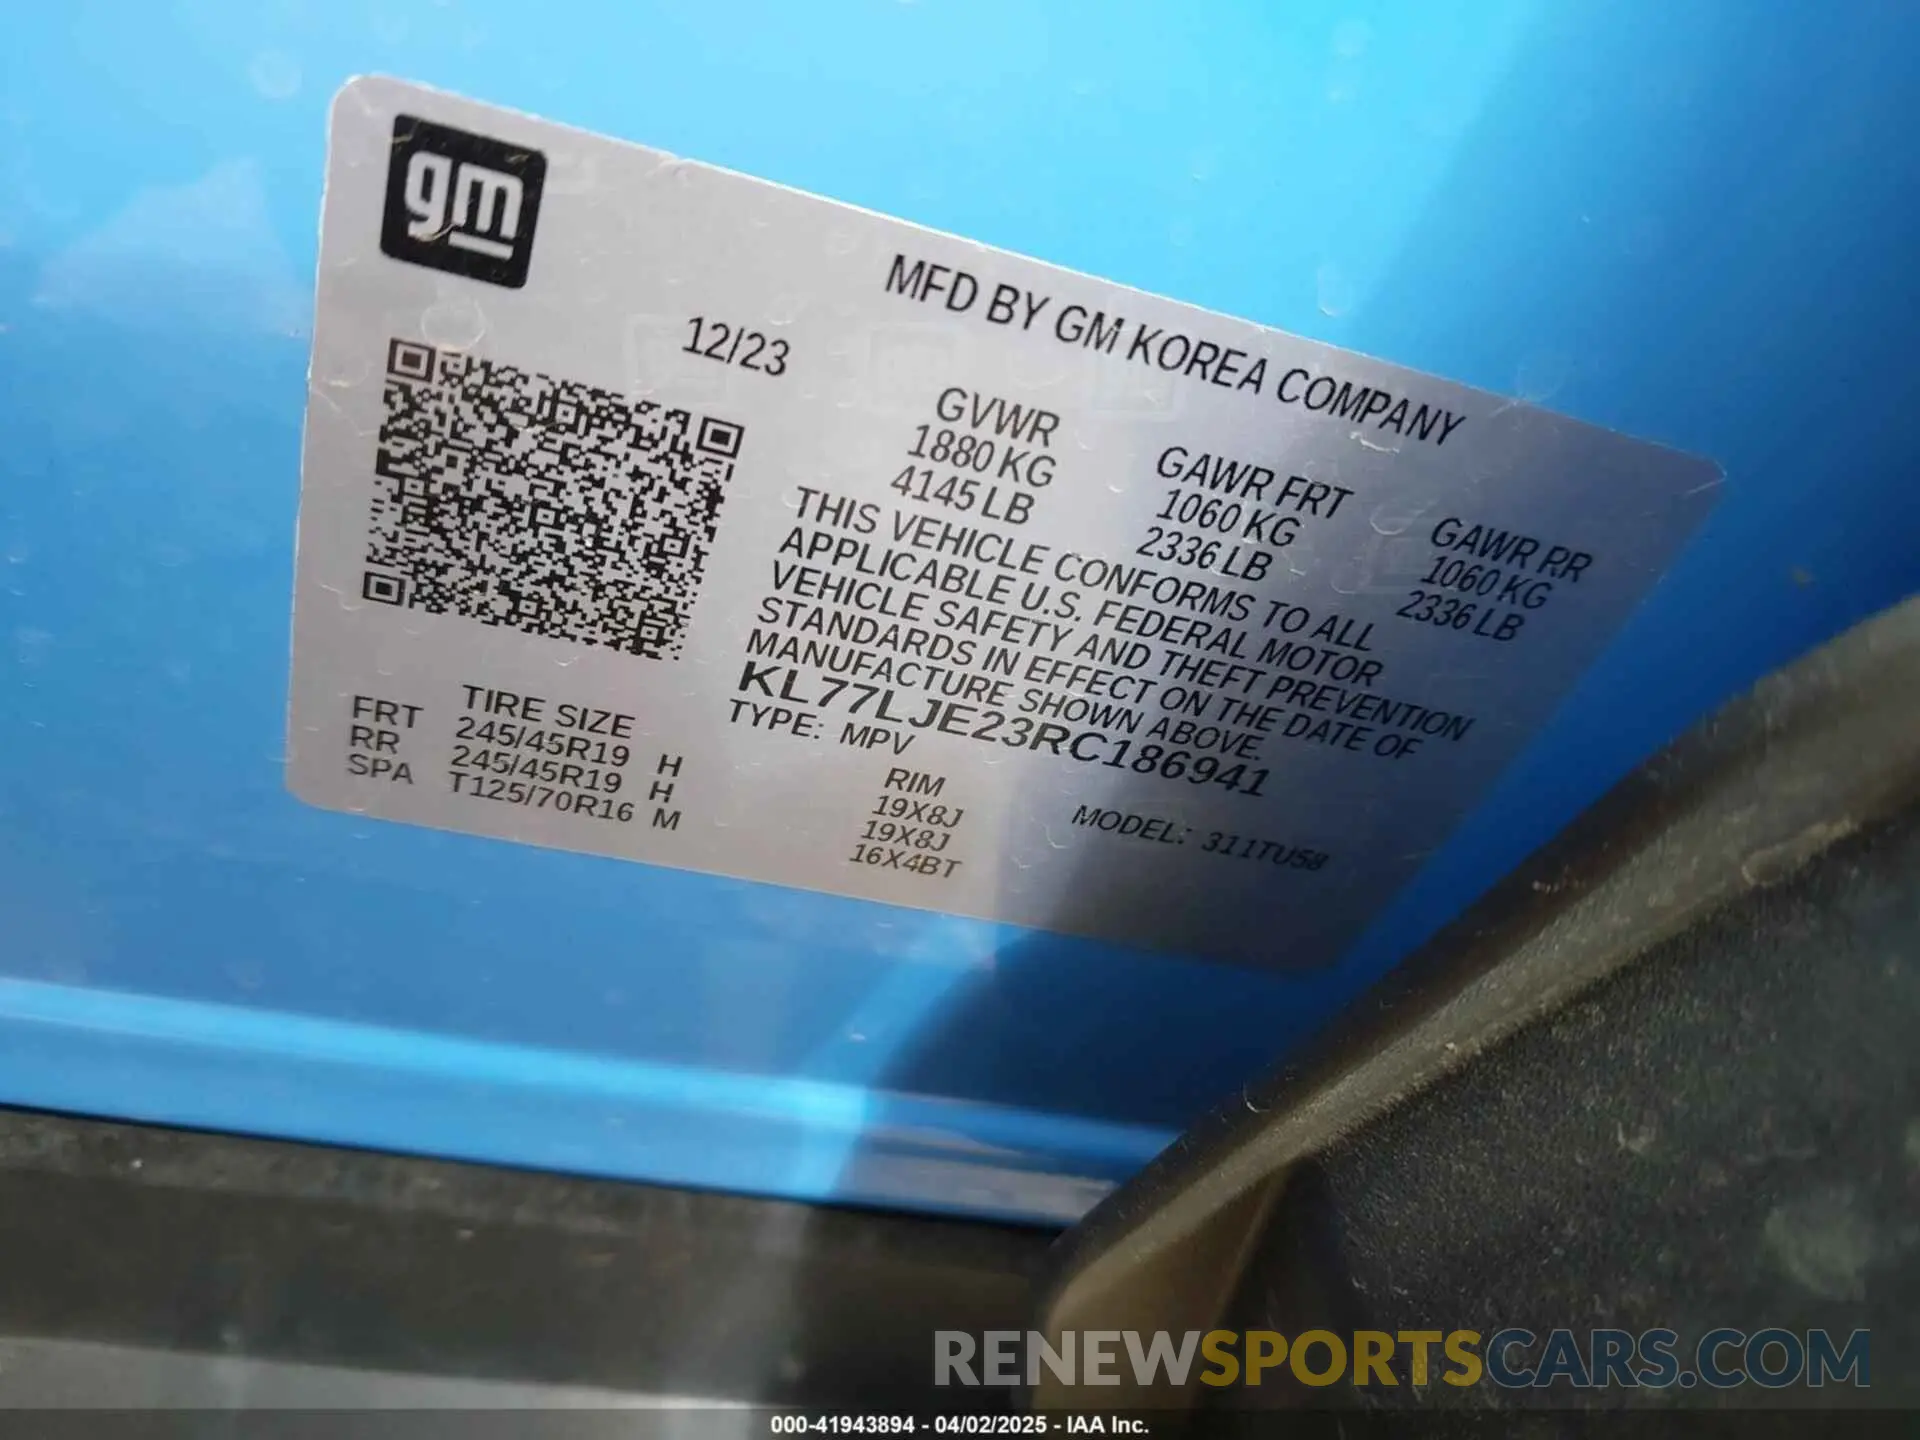 gm
MFD BY GM KOREA COMPANY
12/23
GVWR GAWR FRT GAWR RR
1880 KG 1060 KG 1060 KG
4145 LB 2336 LB 2336 LB
THIS VEHICLE CONFORMS TO ALL
APPLICABLE U.S. FEDERAL MOTOR
VEHICLE SAFETY AND THEFT PREVENTION
STANDARDS IN EFFECT ON THE DATE OF
MANUFACTURE SHOWN ABOVE.
KL77LJE23RC186941
TYPE: MPV MODEL: 311TU58
TIRE SIZE RIM
FRT 245/45R19 H 19X8J
RR 245/45R19 H 19X8J
SPA T125/70R16 M 16X4BT
RENEWSPORTSCARS.COM
000-41943894 - 04/02/2025 - IAA Inc.